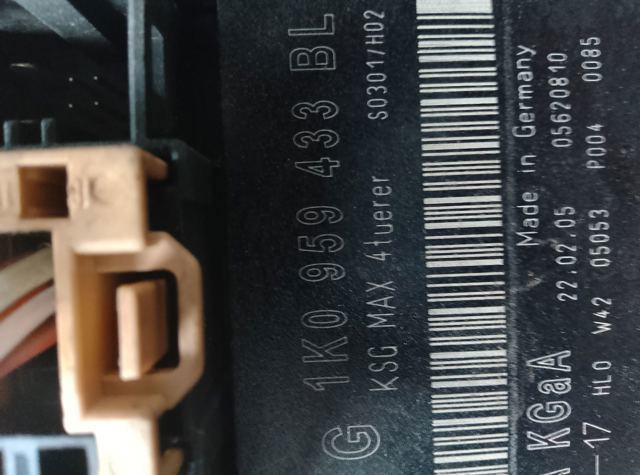 G 1K0 959 433 BL
KSG MAX 4tuerer S0301/H02
KGaA Made in Germany
22.02.05 05620810
-17 HLO W42 05053 P004 0085